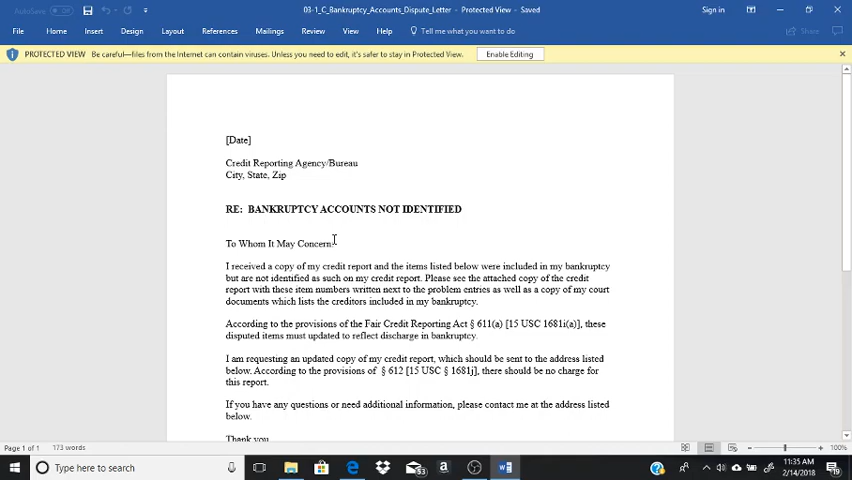 AutoSave Off
03-1_C_Bankruptcy_Accounts_Dispute_Letter - Protected View - Saved
Sign in
File Home Insert Design Layout References Mailings Review View Help Tell me what you want to do Share
PROTECTED VIEW Be careful—files from the Internet can contain viruses. Unless you need to edit, it's safer to stay in Protected View. Enable Editing
[Date]
Credit Reporting Agency/Bureau
City, State, Zip
RE: BANKRUPTCY ACCOUNTS NOT IDENTIFIED
To Whom It May Concern:
I received a copy of my credit report and the items listed below were included in my bankruptcy
but are not identified as such on my credit report. Please see the attached copy of the credit
report with these item numbers written next to the problem entries as well as a copy of my court
documents which lists the creditors included in my bankruptcy.
According to the provisions of the Fair Credit Reporting Act § 611(a) [15 USC 1681i(a)], these
disputed items must updated to reflect discharge in bankruptcy.
I am requesting an updated copy of my credit report, which should be sent to the address listed
below. According to the provisions of § 612 [15 USC § 1681j], there should be no charge for
this report.
If you have any questions or need additional information, please contact me at the address listed
below.
Thank you
Page 1 of 1 173 words
100%
Type here to search
53
11:35 AM
2/14/2018
19